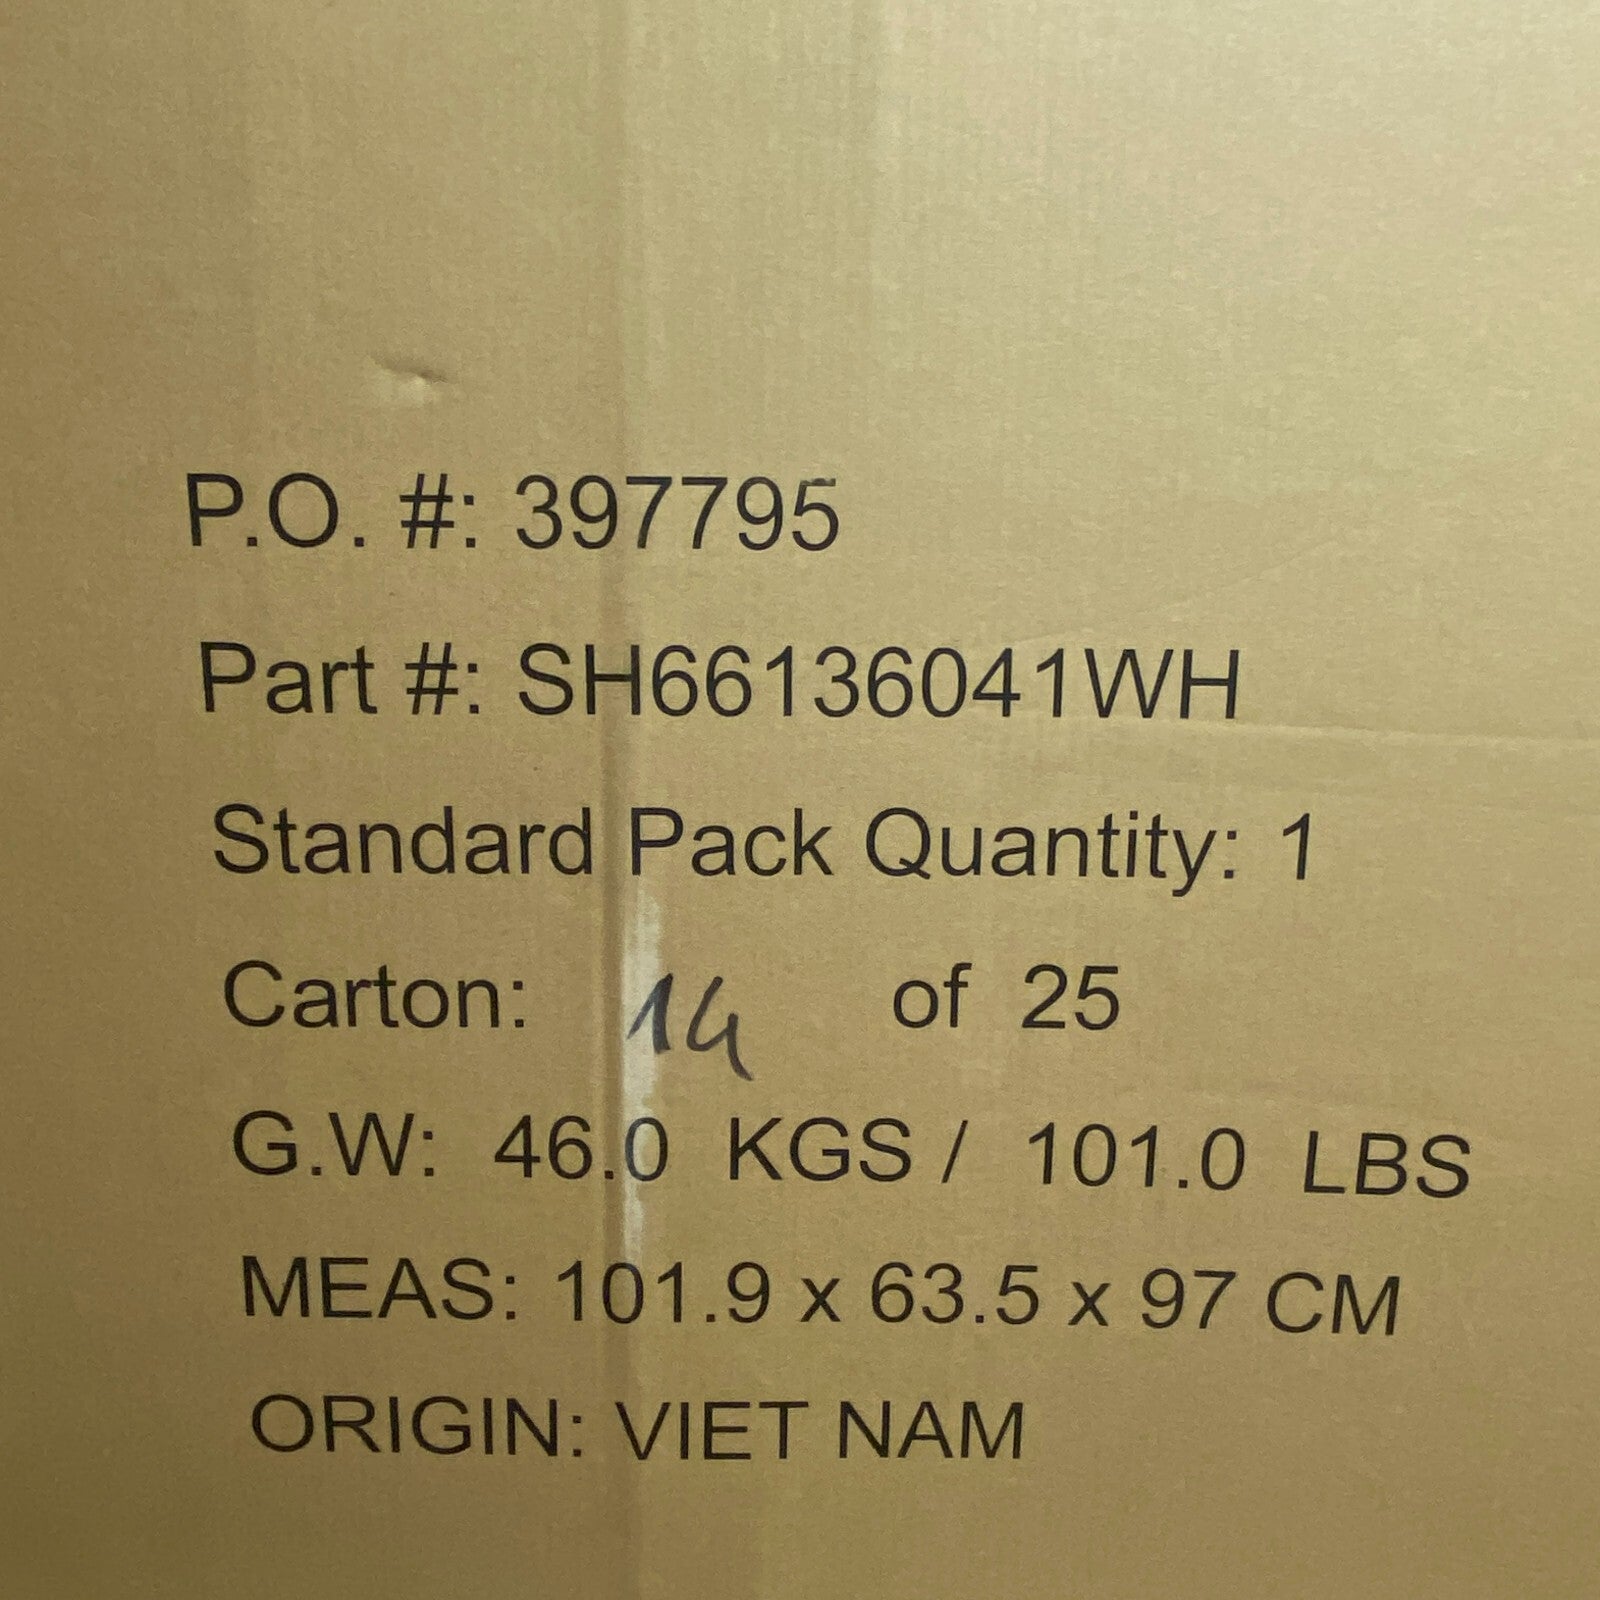 P.O. #: 397795
Part #: SH66136041WH
Standard Pack Quantity: 1
Carton: 14 of 25
G.W: 46.0 KGS / 101.0 LBS
MEAS: 101.9 x 63.5 x 97 CM
ORIGIN: VIET NAM